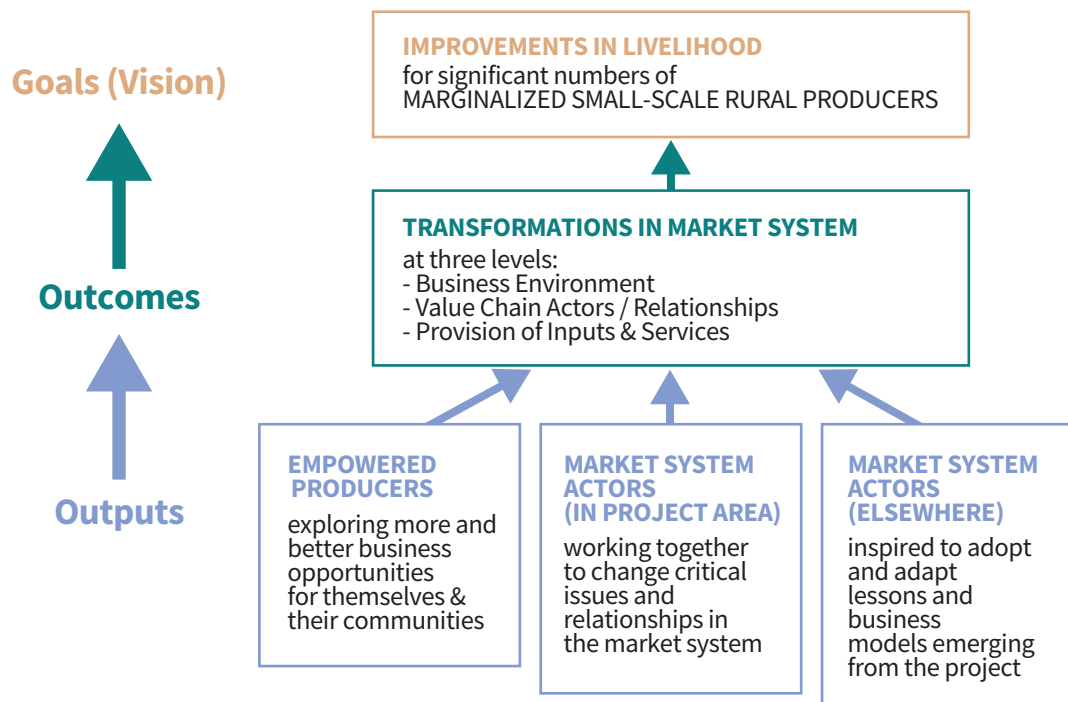 Goals (Vision)
IMPROVEMENTS IN LIVELIHOOD
for significant numbers of
MARGINALIZED SMALL-SCALE RURAL PRODUCERS
Outcomes
TRANSFORMATIONS IN MARKET SYSTEM
at three levels:
- Business Environment
- Value Chain Actors / Relationships
- Provision of Inputs & Services
Outputs
EMPOWERED
PRODUCERS
exploring more and
better business
opportunities
for themselves &
their communities
MARKET SYSTEM
ACTORS
(IN PROJECT AREA)
working together
to change critical
issues and
relationships in
the market system
MARKET SYSTEM
ACTORS
(ELSEWHERE)
inspired to adopt
and adapt
lessons and
business
models emerging
from the project